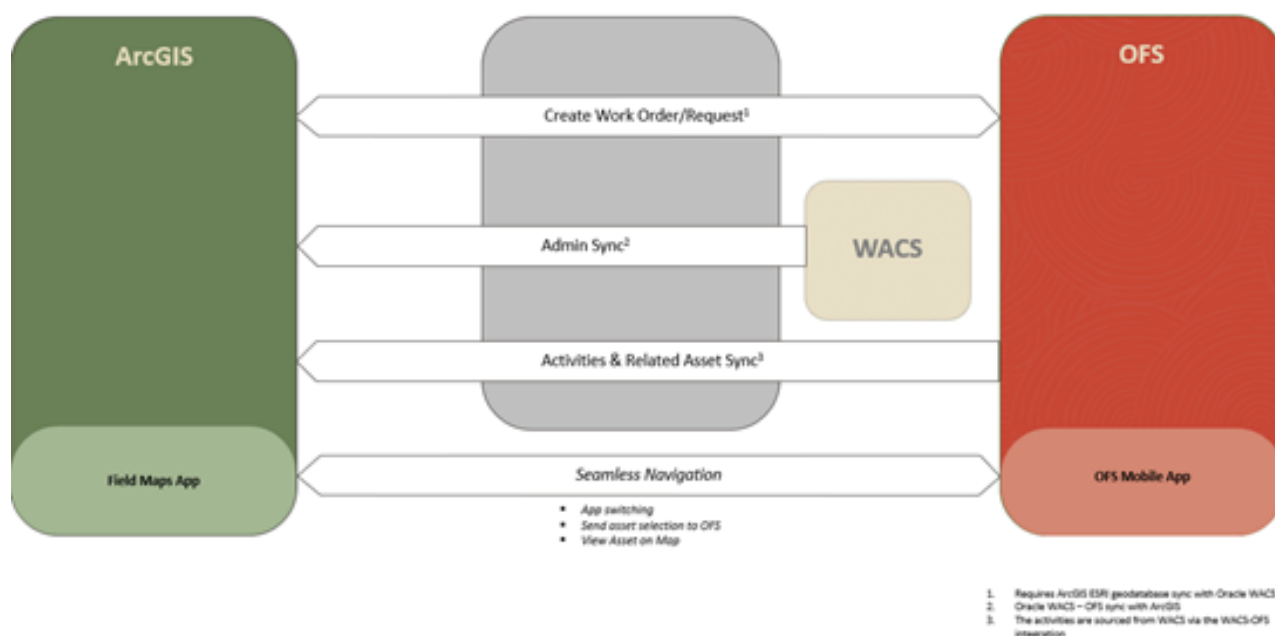 ArcGIS
OFS
Create Work Order/Request¹
WACS
Admin Sync²
Activities & Related Asset Sync³
Field Maps App
Seamless Navigation
OFS Mobile App
▪ App switching
▪ Send asset selection to OFS
▪ View Asset on Map
1. Requires ArcGIS ESRI geodatabase sync with Oracle WACS
2. Oracle WACS – OFS sync with ArcGIS
3. The activities are sourced from WACS via the WACS-OFS
integration